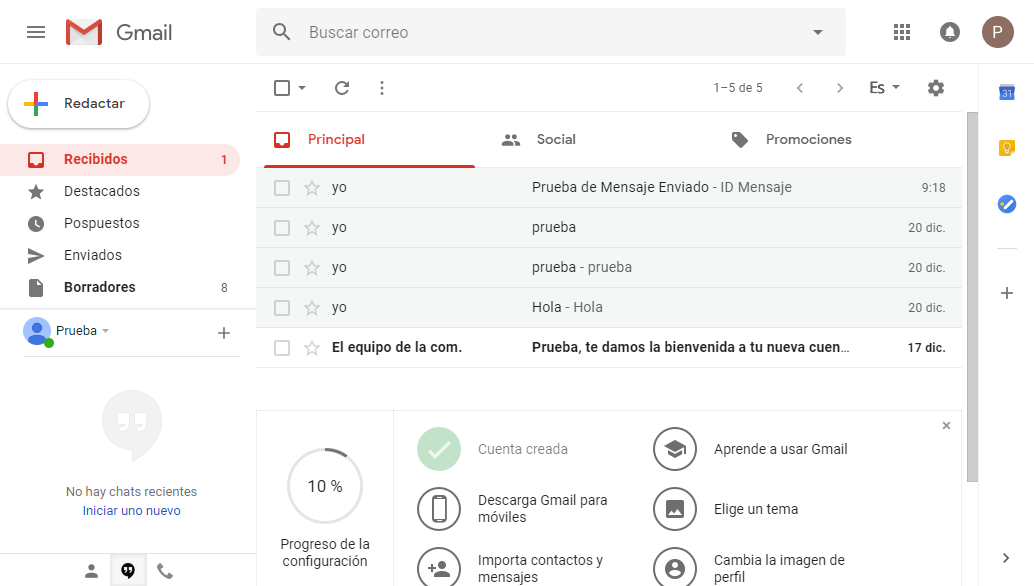 Gmail
Buscar correo
P
Redactar
1–5 de 5
Es
31
Principal
Social
Promociones
Recibidos 1
Destacados
Pospuestos
Enviados
Borradores 8
yo Prueba de Mensaje Enviado - ID Mensaje 9:18
yo prueba 20 dic.
yo prueba - prueba 20 dic.
yo Hola - Hola 20 dic.
El equipo de la com. Prueba, te damos la bienvenida a tu nueva cuen… 17 dic.
Prueba
No hay chats recientes
Iniciar uno nuevo
10 %
Progreso de la
configuración
Cuenta creada
Aprende a usar Gmail
Descarga Gmail para
móviles
Elige un tema
Importa contactos y
mensajes
Cambia la imagen de
perfil